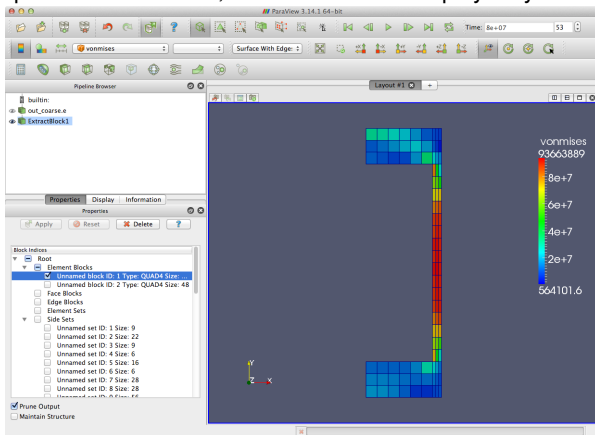 ParaView 3.14.1 64-bit
Time: 8e+07
53
vonmises
Surface With Edges
Pipeline Browser
Layout #1
+
builtin:
out_coarse.e
ExtractBlock1
Properties
Display
Information
Properties
Apply
Reset
Delete
?
Block Indices
Root
Element Blocks
Unnamed block ID: 1 Type: QUAD4 Size: ...
Unnamed block ID: 2 Type: QUAD4 Size: 48
Face Blocks
Edge Blocks
Element Sets
Side Sets
Unnamed set ID: 1 Size: 9
Unnamed set ID: 2 Size: 22
Unnamed set ID: 3 Size: 9
Unnamed set ID: 4 Size: 6
Unnamed set ID: 5 Size: 16
Unnamed set ID: 6 Size: 6
Unnamed set ID: 7 Size: 28
Unnamed set ID: 8 Size: 28
Prune Output
Maintain Structure
vonmises
93663889
8e+7
6e+7
4e+7
2e+7
564101.6
Y
Z
X